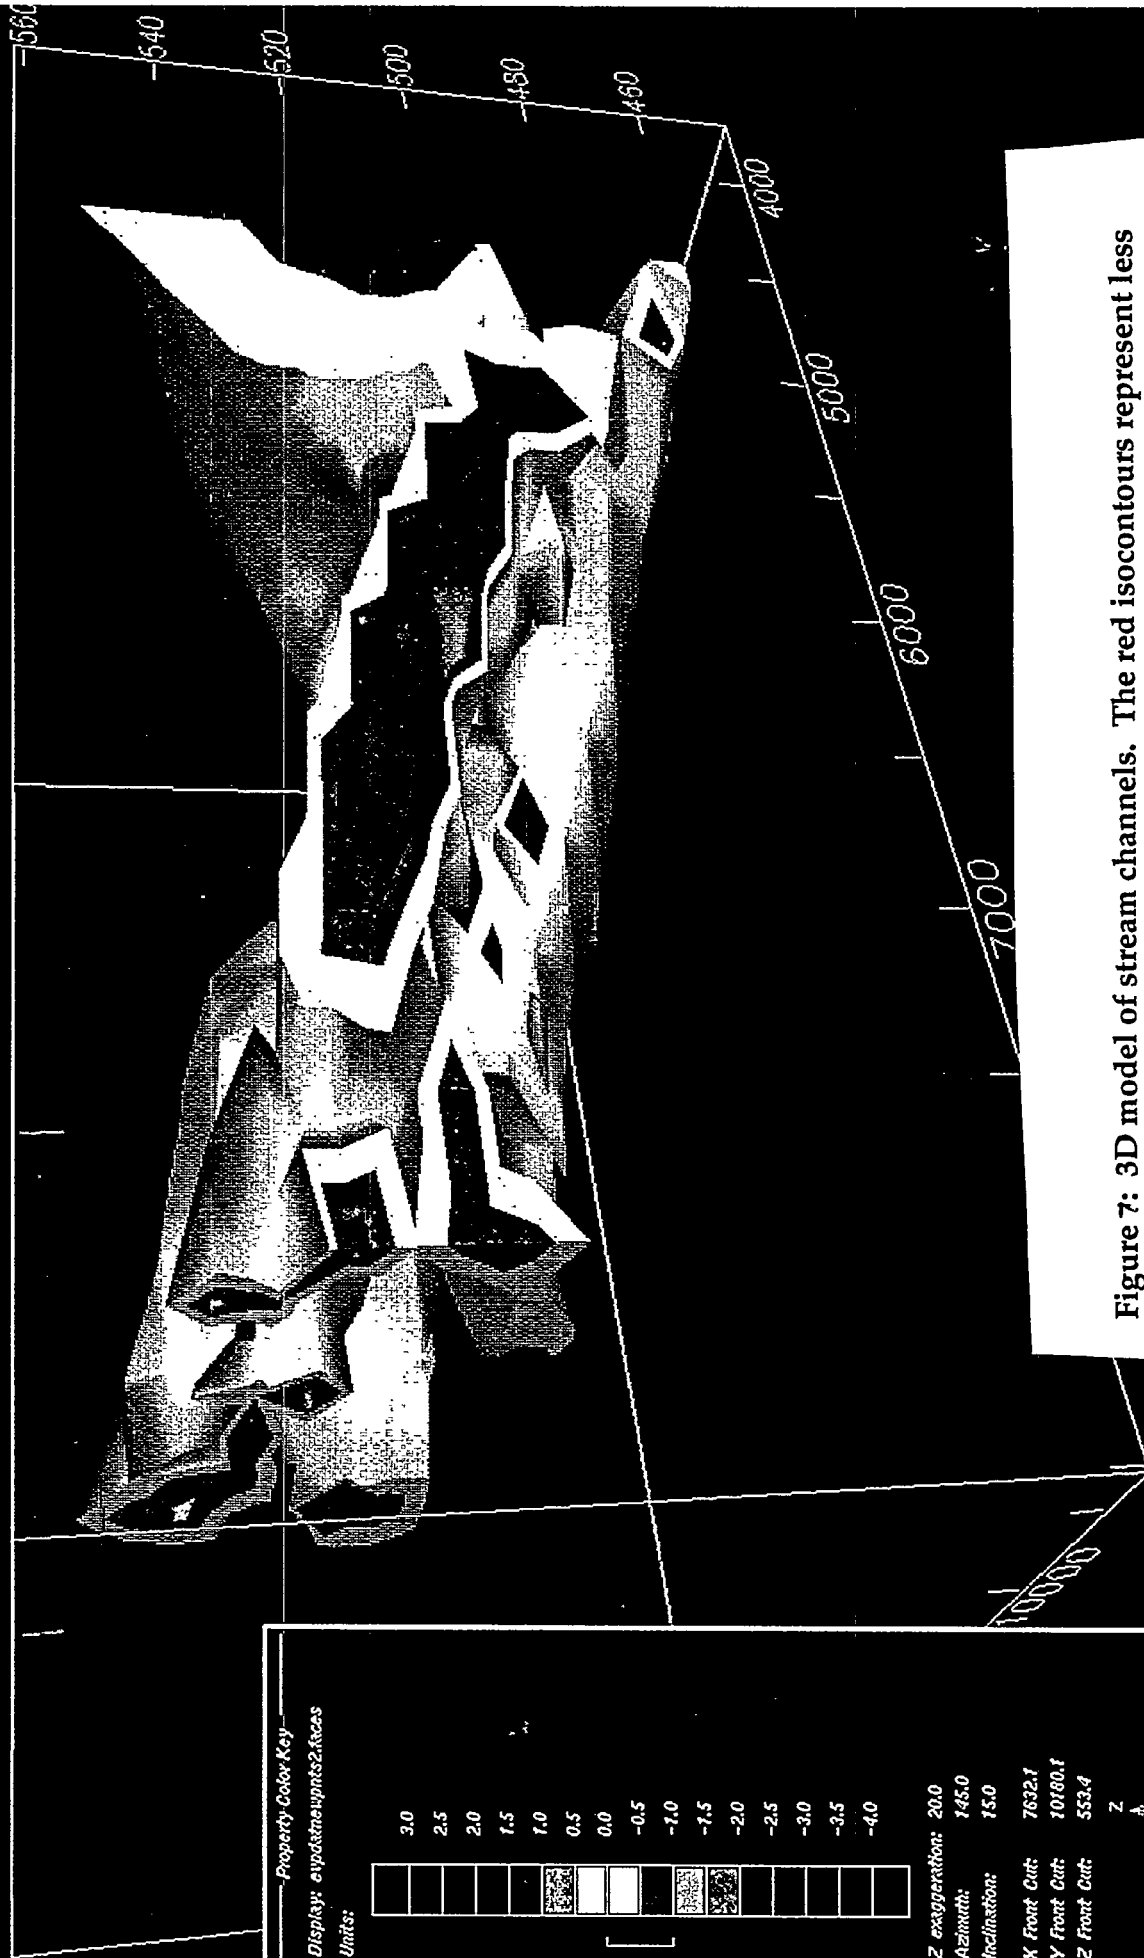 560
540
520
500
480
460
4000
5000
6000
7000
10000
Property Color Key
Display: evpdatnewpnts2.faces
Units:
3.0
2.5
2.0
1.5
1.0
0.5
0.0
-0.5
-1.0
-1.5
-2.0
-2.5
-3.0
-3.5
-4.0
Z exaggeration: 20.0
Azimuth: 145.0
Inclination: 15.0
X Front Cut: 7632.1
Y Front Cut: 10180.1
Z Front Cut: 553.4
Z
Figure 7: 3D model of stream channels. The red isocontours represent less